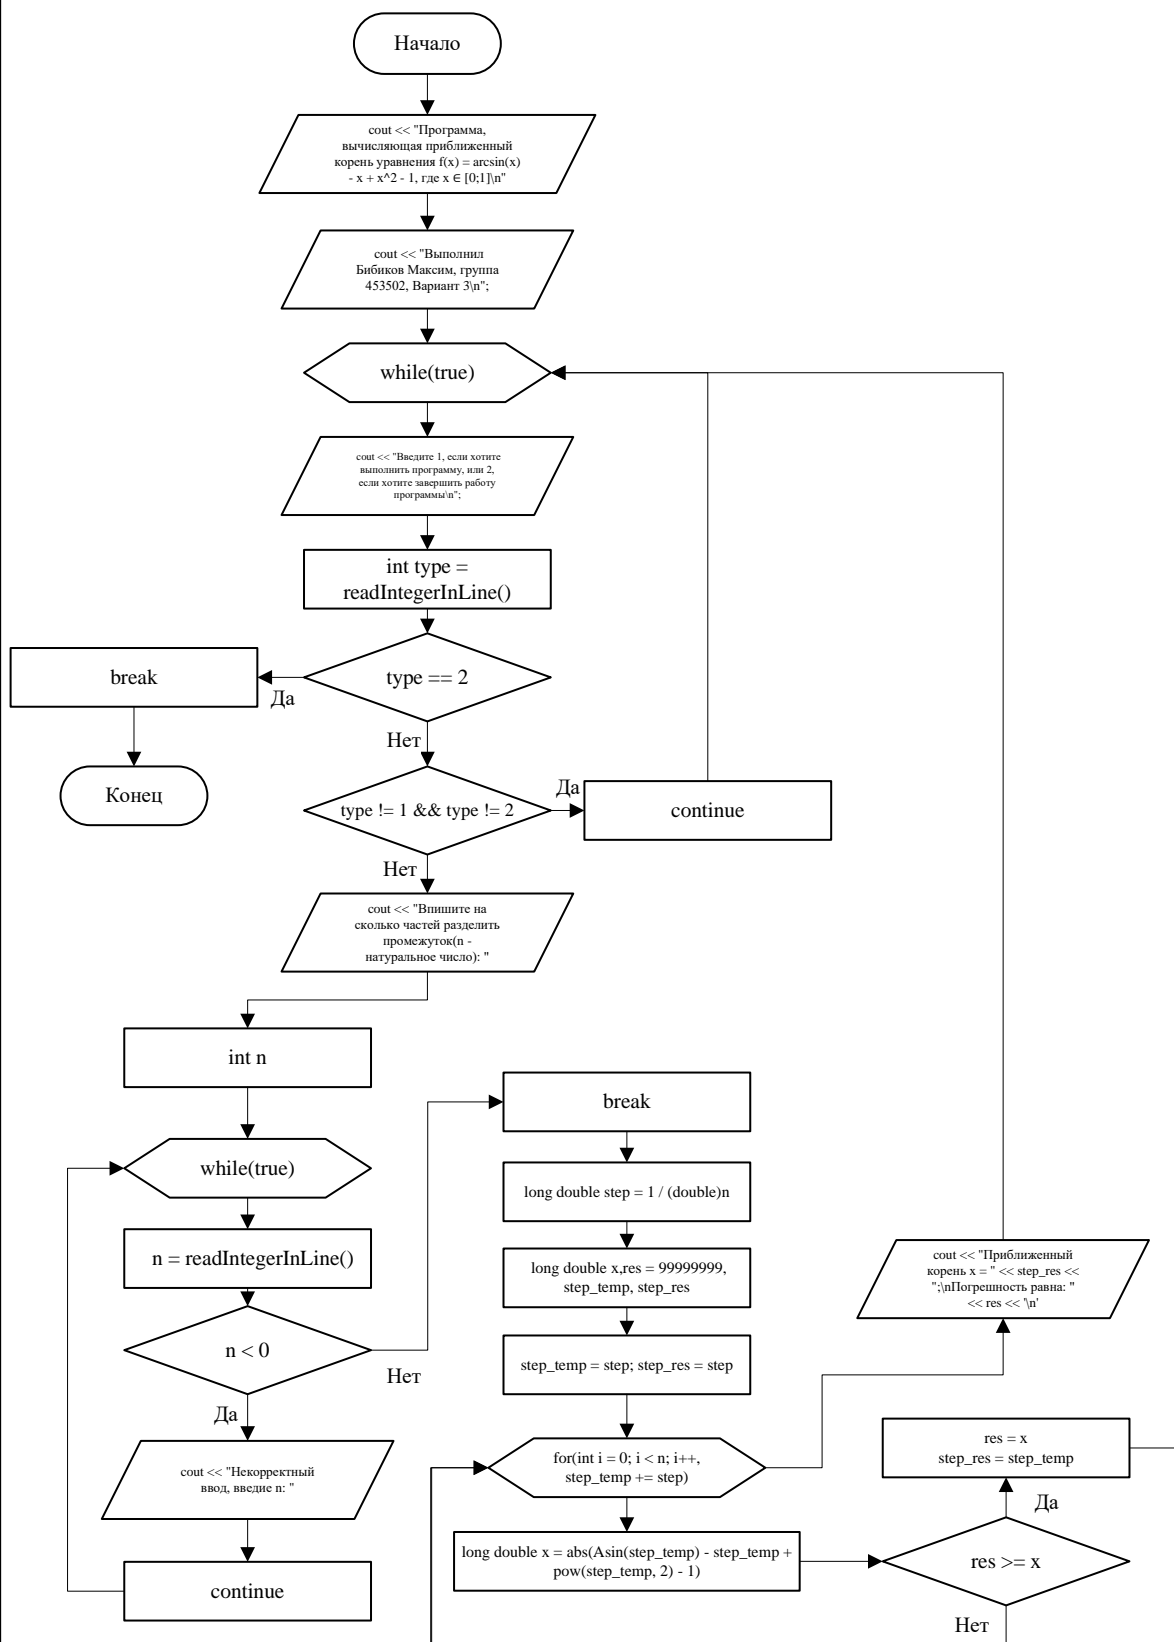 Начало
cout << "Программа,
вычисляющая приближенный
корень уравнения f(x) = arcsin(x)
- x + x^2 - 1, где x ∈ [0;1]\n"
cout << "Выполнил
Бибиков Максим, группа
453502, Вариант 3\n";
while(true)
cout << "Введите 1, если хотите
выполнить программу, или 2,
если хотите завершить работу
программы\n";
int type =
readIntegerInLine()
type == 2
Да
break
Конец
Нет
type != 1 && type != 2
Да
continue
Нет
cout << "Впишите на
сколько частей разделить
промежуток(n -
натуральное число): "
int n
while(true)
n = readIntegerInLine()
n < 0
Нет
Да
cout << "Некорректный
ввод, введие n: "
continue
break
long double step = 1 / (double)n
long double x,res = 99999999,
step_temp, step_res
step_temp = step; step_res = step
for(int i = 0; i < n; i++,
step_temp += step)
long double x = abs(Asin(step_temp) - step_temp +
pow(step_temp, 2) - 1)
cout << "Приближенный
корень x = " << step_res <<
";\nПогрешность равна: "
<< res << '\n'
res = x
step_res = step_temp
Да
res >= x
Нет